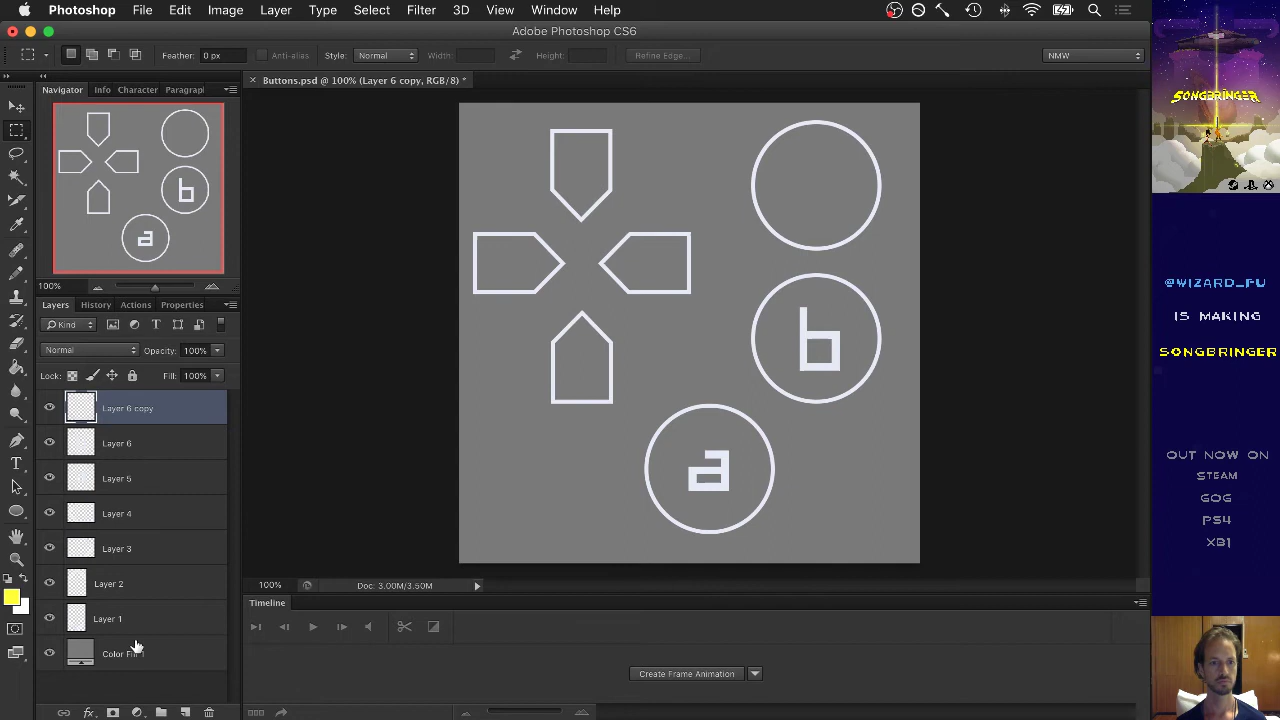 Photoshop File Edit Image Layer Type Select Filter 3D View Window Help
Adobe Photoshop CS6
Feather: 0 px Anti-alias Style: Normal Width: Height: Refine Edge... NMW
× Buttons.psd @ 100% (Layer 6 copy, RGB/8) *
Navigator Info Character Paragraph
b
a
100%
Layers History Actions Properties
Kind
Normal Opacity: 100%
Lock: Fill: 100%
Layer 6 copy
Layer 6
Layer 5
Layer 4
Layer 3
Layer 2
Layer 1
b
a
100% Doc: 3.00M/3.50M
Timeline
Create Frame Animation
SONGBRINGER
@WIZARD_FU
IS MAKING
SONGBRINGER
OUT NOW ON
STEAM
GOG
PS4
XB1